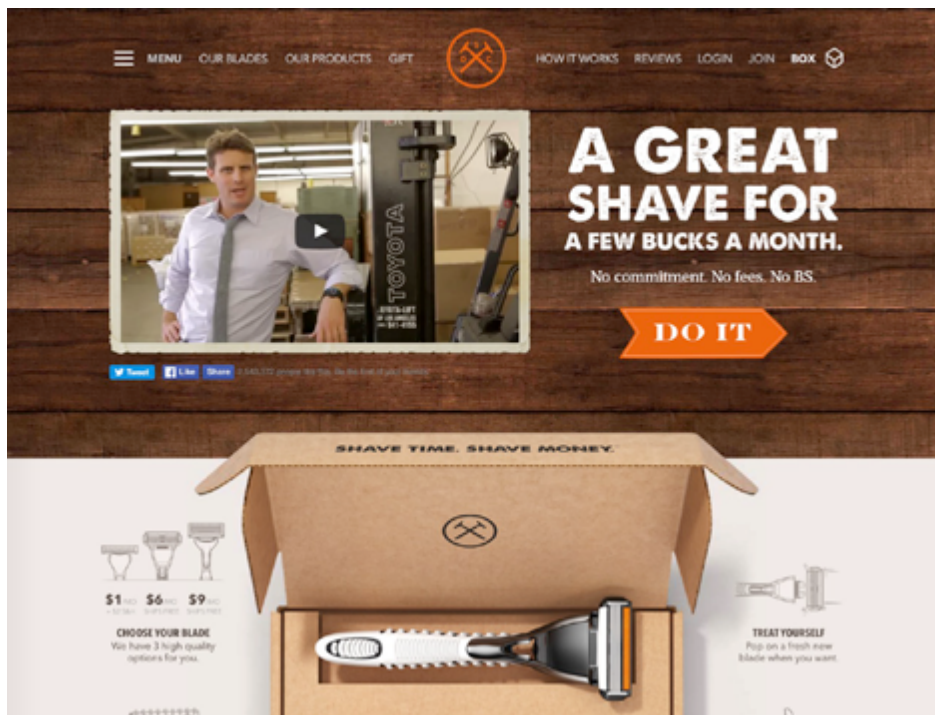 MENU OUR BLADES OUR PRODUCTS GIFT
D S C
HOW IT WORKS REVIEWS LOGIN JOIN BOX
TOYOTA
A GREAT
SHAVE FOR
A FEW BUCKS A MONTH.
No commitment. No fees. No BS.
DO IT
Tweet Like Share
SHAVE TIME. SHAVE MONEY.
$1 $6 $9
CHOOSE YOUR BLADE
We have 3 high quality
options for you.
TREAT YOURSELF
Pop on a fresh new
blade when you want